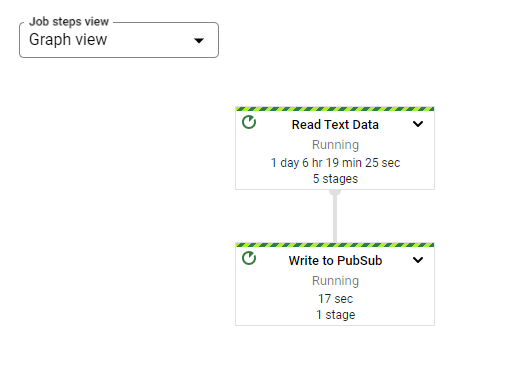 Job steps view
Graph view
Read Text Data
Running
1 day 6 hr 19 min 25 sec
5 stages
Write to PubSub
Running
17 sec
1 stage